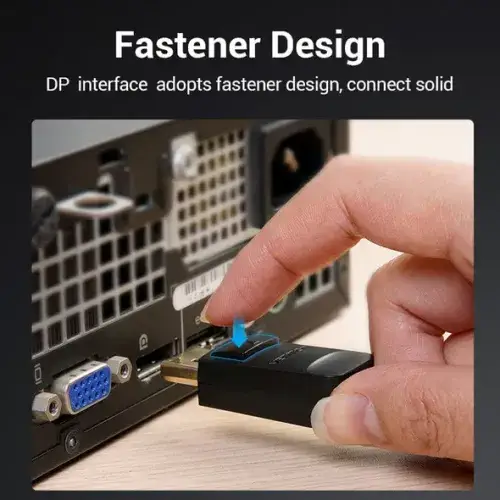 Fastener Design
DP interface adopts fastener design, connect solid